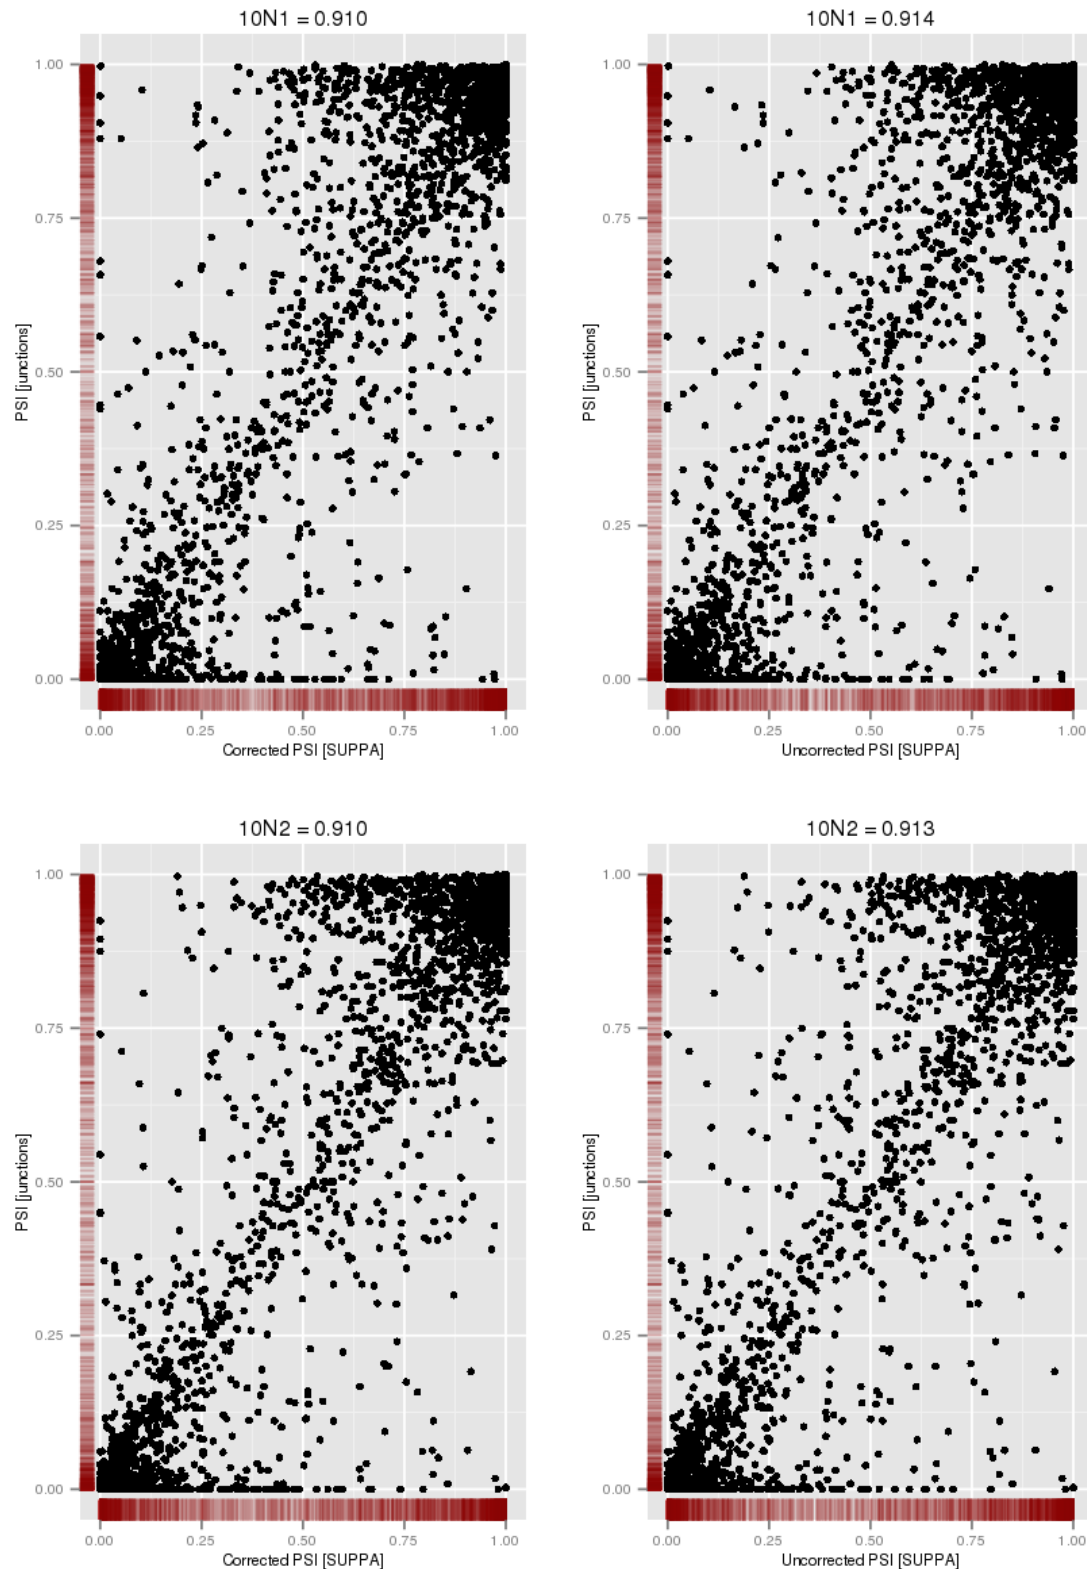 10N1 = 0.910
1.00
0.75
0.50
0.25
0.00
PSI [junctions]
0.00 0.25 0.50 0.75 1.00
Corrected PSI [SUPPA]
10N1 = 0.914
1.00
0.75
0.50
0.25
0.00
PSI [junctions]
0.00 0.25 0.50 0.75 1.00
Uncorrected PSI [SUPPA]
10N2 = 0.910
1.00
0.75
0.50
0.25
0.00
PSI [junctions]
0.00 0.25 0.50 0.75 1.00
Corrected PSI [SUPPA]
10N2 = 0.913
1.00
0.75
0.50
0.25
0.00
PSI [junctions]
0.00 0.25 0.50 0.75 1.00
Uncorrected PSI [SUPPA]